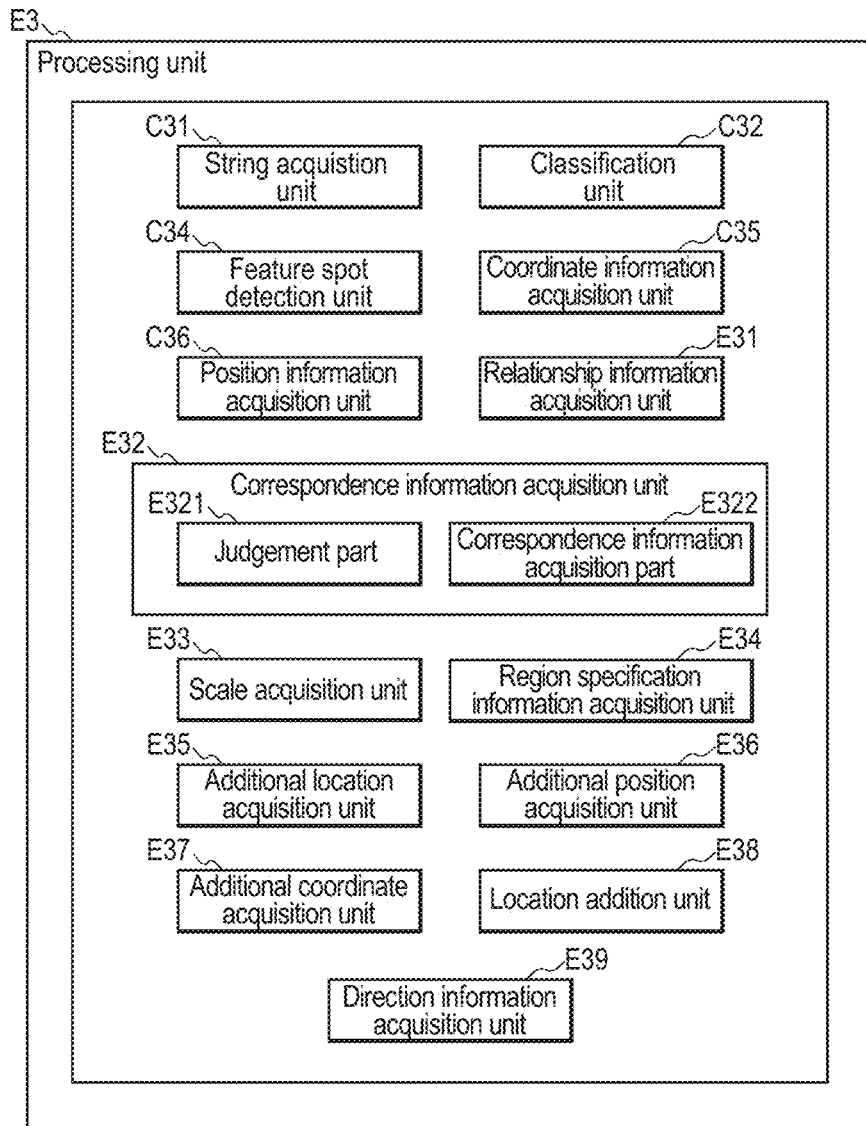 E3
Processing unit
C31
C32
String acquistion
unit
Classification
unit
C34
C35
Feature spot
detection unit
Coordinate information
acquisition unit
C36
E31
Position information
acquisition unit
Relationship information
acquisition unit
E32
Correspondence information acquisition unit
E321
E322
Judgement part
Correspondence information
acquisition part
E33
E34
Scale acquisition unit
Region specification
information acquisition unit
E35
E36
Additional location
acquisition unit
Additional position
acquisition unit
E37
E38
Additional coordinate
acquisition unit
Location addition unit
E39
Direction information
acquisition unit